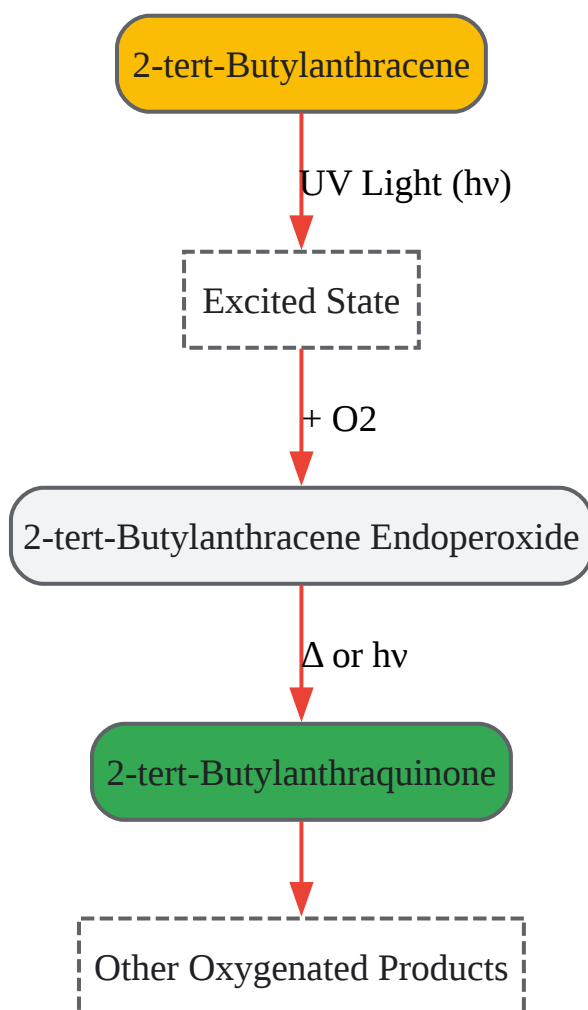 2-tert-Butylanthracene
UV Light (hν)
Excited State
+ O2
2-tert-Butylanthracene Endoperoxide
Δ or hν
2-tert-Butylanthraquinone
Other Oxygenated Products